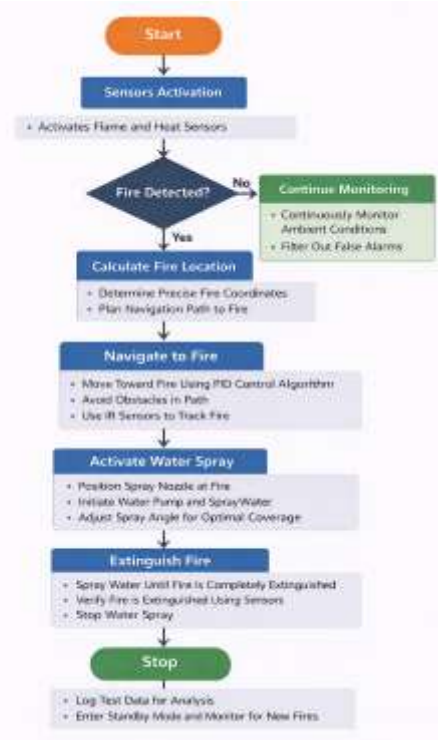 Start
Sensors Activation
• Activates Flame and Heat Sensors
Fire Detected?
No
Continue Monitoring
• Continuously Monitor
Ambient Conditions
• Filter Out False Alarms
Yes
Calculate Fire Location
• Determine Precise Fire Coordinates
• Plan Navigation Path to Fire
Navigate to Fire
• Move Toward Fire Using PID Control Algorithm
• Avoid Obstacles in Path
• Use IR Sensors to Track Fire
Activate Water Spray
• Position Spray Nozzle at Fire
• Initiate Water Pump and SprayWater
• Adjust Spray Angle for Optimal Coverage
Extinguish Fire
• Spray Water Until Fire is Completely Extinguished
• Verify Fire is Extinguished Using Sensors
• Stop Water Spray
Stop
• Log Test Data for Analysis
• Enter Standby Mode and Monitor for New Fires